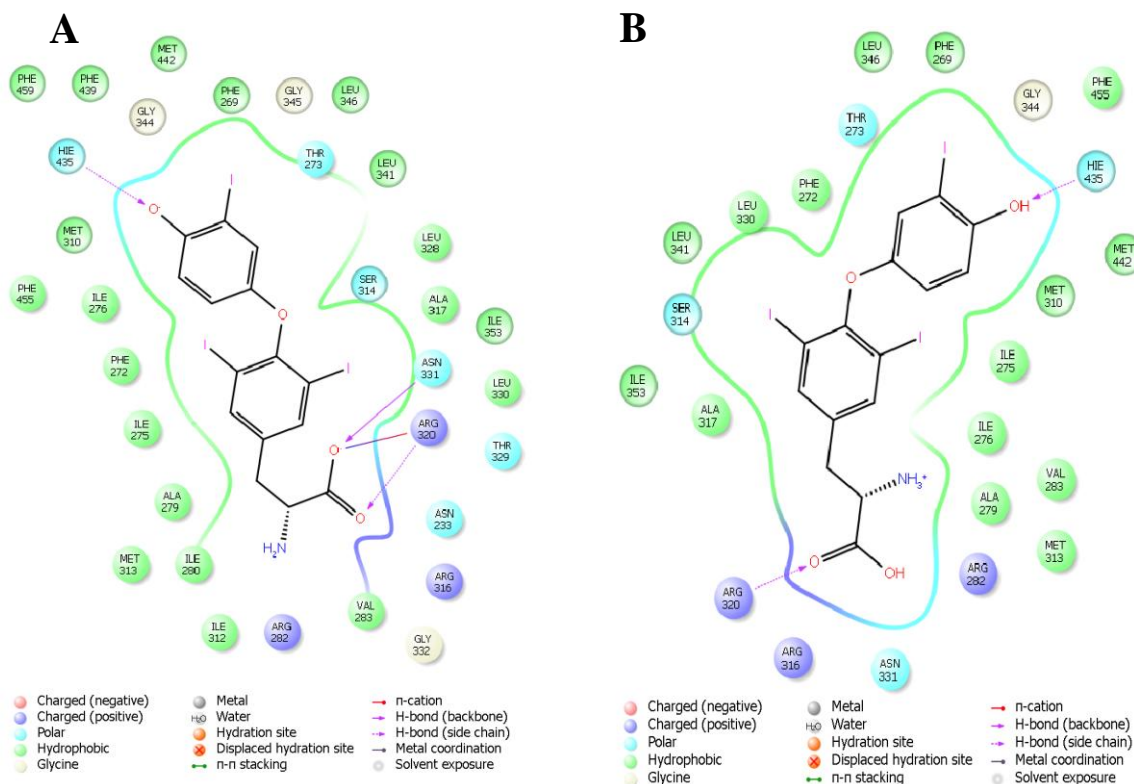 A
MET
442
PHE
459
PHE
439
PHE
269
GLY
345
LEU
346
GLY
344
HIE
435
THR
273
LEU
341
I
O
MET
310
LEU
328
PHE
455
ILE
276
SER
314
ALA
317
O
ILE
353
PHE
272
I
I
ASN
331
LEU
330
ILE
275
ARG
320
O
THR
329
ALA
279
O
ASN
233
H2N
MET
313
ILE
280
ARG
316
VAL
283
ILE
312
ARG
282
GLY
332
Charged (negative)
Charged (positive)
Polar
Hydrophobic
Glycine
Metal
H2O Water
Hydration site
Displaced hydration site
π-π stacking
π-cation
H-bond (backbone)
H-bond (side chain)
Metal coordination
Solvent exposure
B
LEU
346
PHE
269
PHE
455
GLY
344
THR
273
I
HIE
435
PHE
272
OH
LEU
330
LEU
341
MET
442
O
MET
310
SER
314
I
I
ILE
275
ILE
353
ALA
317
ILE
276
VAL
283
NH3+
ALA
279
MET
313
O
OH
ARG
282
ARG
320
ARG
316
ASN
331
Charged (negative)
Charged (positive)
Polar
Hydrophobic
Glycine
Metal
H2O Water
Hydration site
Displaced hydration site
π-π stacking
π-cation
H-bond (backbone)
H-bond (side chain)
Metal coordination
Solvent exposure